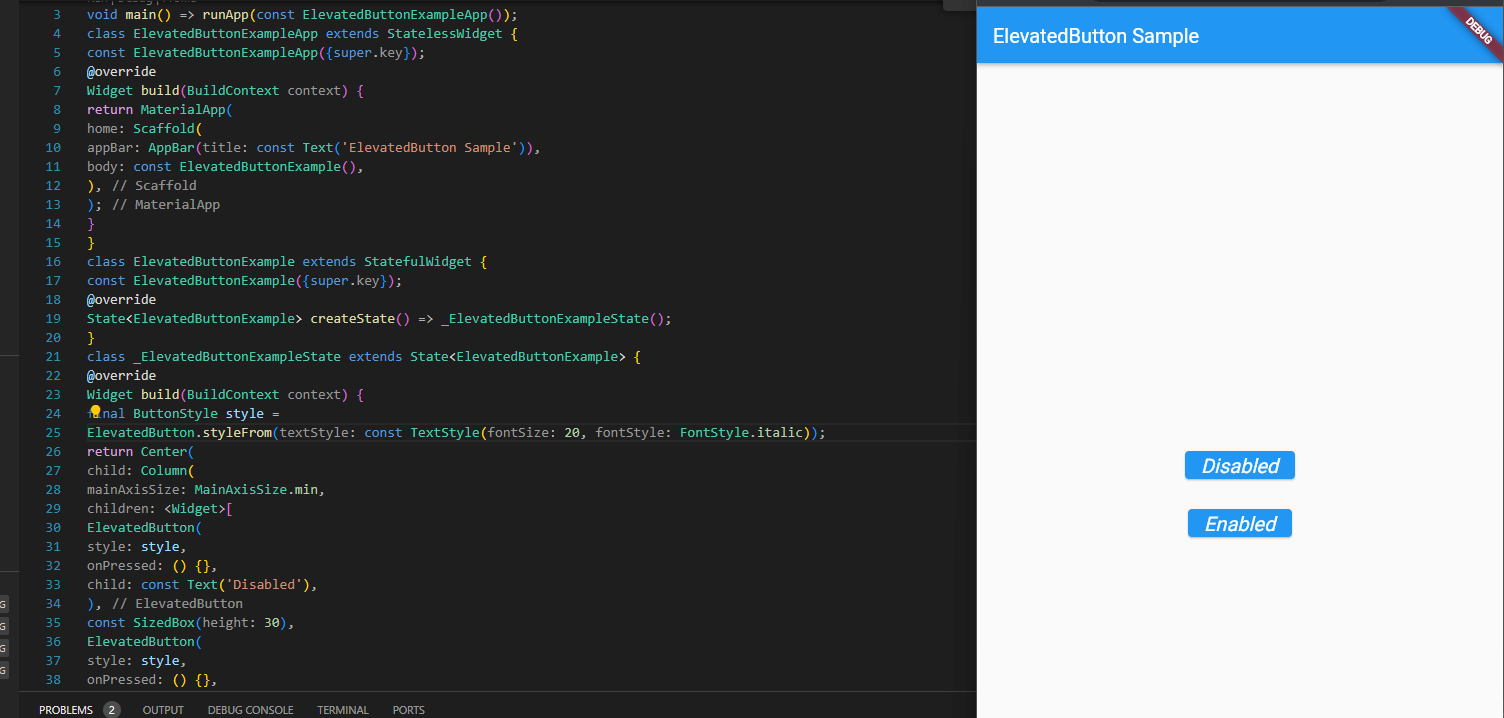 3 void main() => runApp(const ElevatedButtonExampleApp());
4 class ElevatedButtonExampleApp extends StatelessWidget {
5 const ElevatedButtonExampleApp({super.key});
6 @override
7 Widget build(BuildContext context) {
8 return MaterialApp(
9 home: Scaffold(
10 appBar: AppBar(title: const Text('ElevatedButton Sample')),
11 body: const ElevatedButtonExample(),
12 ), // Scaffold
13 ); // MaterialApp
14 }
15 }
16 class ElevatedButtonExample extends StatefulWidget {
17 const ElevatedButtonExample({super.key});
18 @override
19 State<ElevatedButtonExample> createState() => _ElevatedButtonExampleState();
20 }
21 class _ElevatedButtonExampleState extends State<ElevatedButtonExample> {
22 @override
23 Widget build(BuildContext context) {
24 final ButtonStyle style =
25 ElevatedButton.styleFrom(textStyle: const TextStyle(fontSize: 20, fontStyle: FontStyle.italic));
26 return Center(
27 child: Column(
28 mainAxisSize: MainAxisSize.min,
29 children: <Widget>[
30 ElevatedButton(
31 style: style,
32 onPressed: () {},
33 child: const Text('Disabled'),
34 ), // ElevatedButton
35 const SizedBox(height: 30),
36 ElevatedButton(
37 style: style,
38 onPressed: () {},
G
G
G
G
PROBLEMS 2 OUTPUT DEBUG CONSOLE TERMINAL PORTS
ElevatedButton Sample
DEBUG
Disabled
Enabled